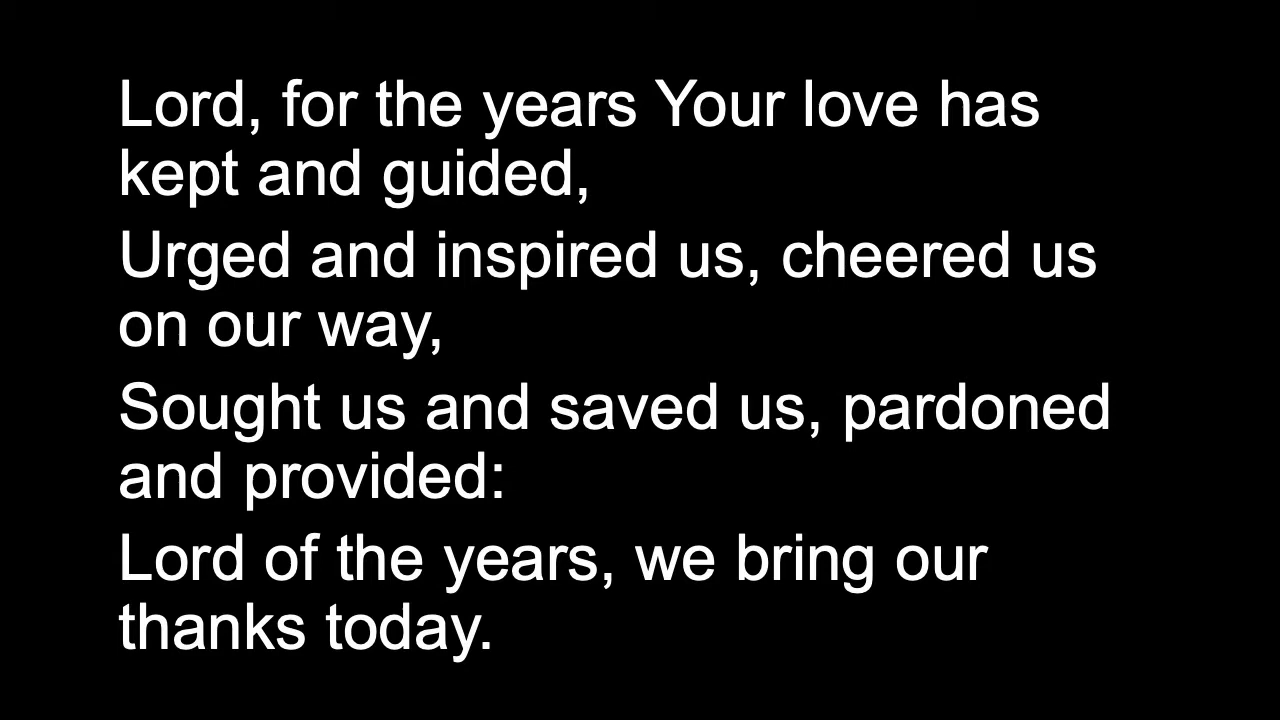 Lord, for the years Your love has
kept and guided,
Urged and inspired us, cheered us
on our way,
Sought us and saved us, pardoned
and provided:
Lord of the years, we bring our
thanks today.